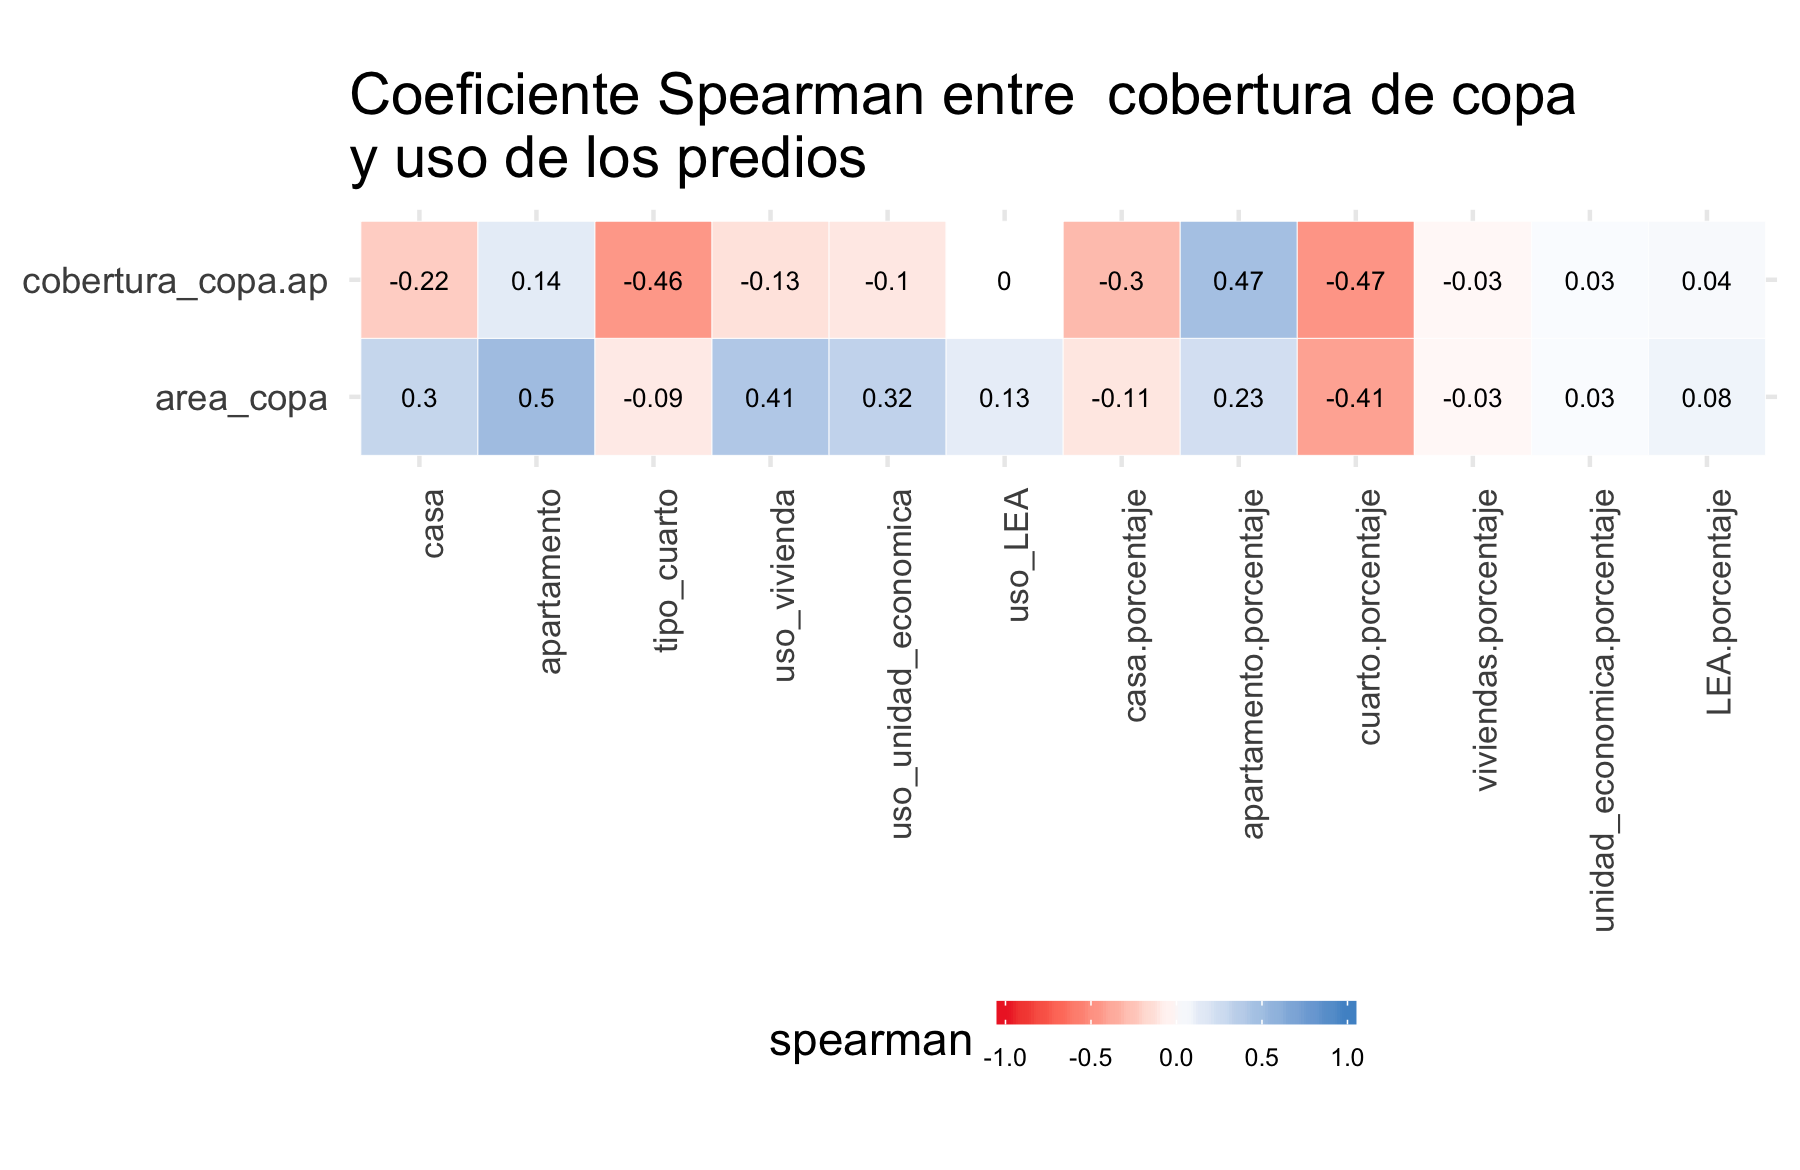 Coeficiente Spearman entre  cobertura de copa
y uso de los predios
cobertura_copa.ap
-0.22
0.14
-0.46
-0.13
-0.1
0
-0.3
0.47
-0.47
-0.03
0.03
0.04
area_copa
0.3
0.5
-0.09
0.41
0.32
0.13
-0.11
0.23
-0.41
-0.03
0.03
0.08
casa
apartamento
tipo_cuarto
uso_vivienda
uso_unidad_economica
uso_LEA
casa.porcentaje
apartamento.porcentaje
cuarto.porcentaje
viviendas.porcentaje
unidad_economica.porcentaje
LEA.porcentaje
spearman
-1.0
-0.5
0.0
0.5
1.0